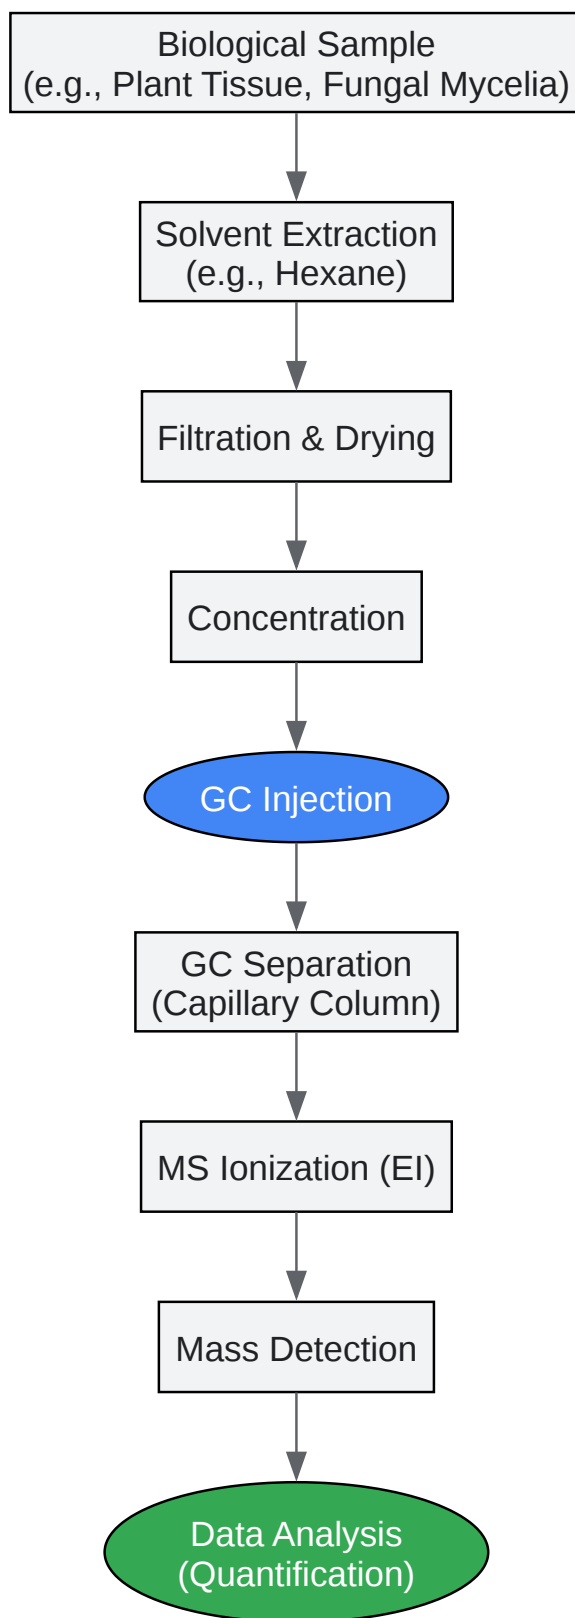 Biological Sample
(e.g., Plant Tissue, Fungal Mycelia)
Solvent Extraction
(e.g., Hexane)
Filtration & Drying
Concentration
GC Injection
GC Separation
(Capillary Column)
MS Ionization (EI)
Mass Detection
Data Analysis
(Quantification)